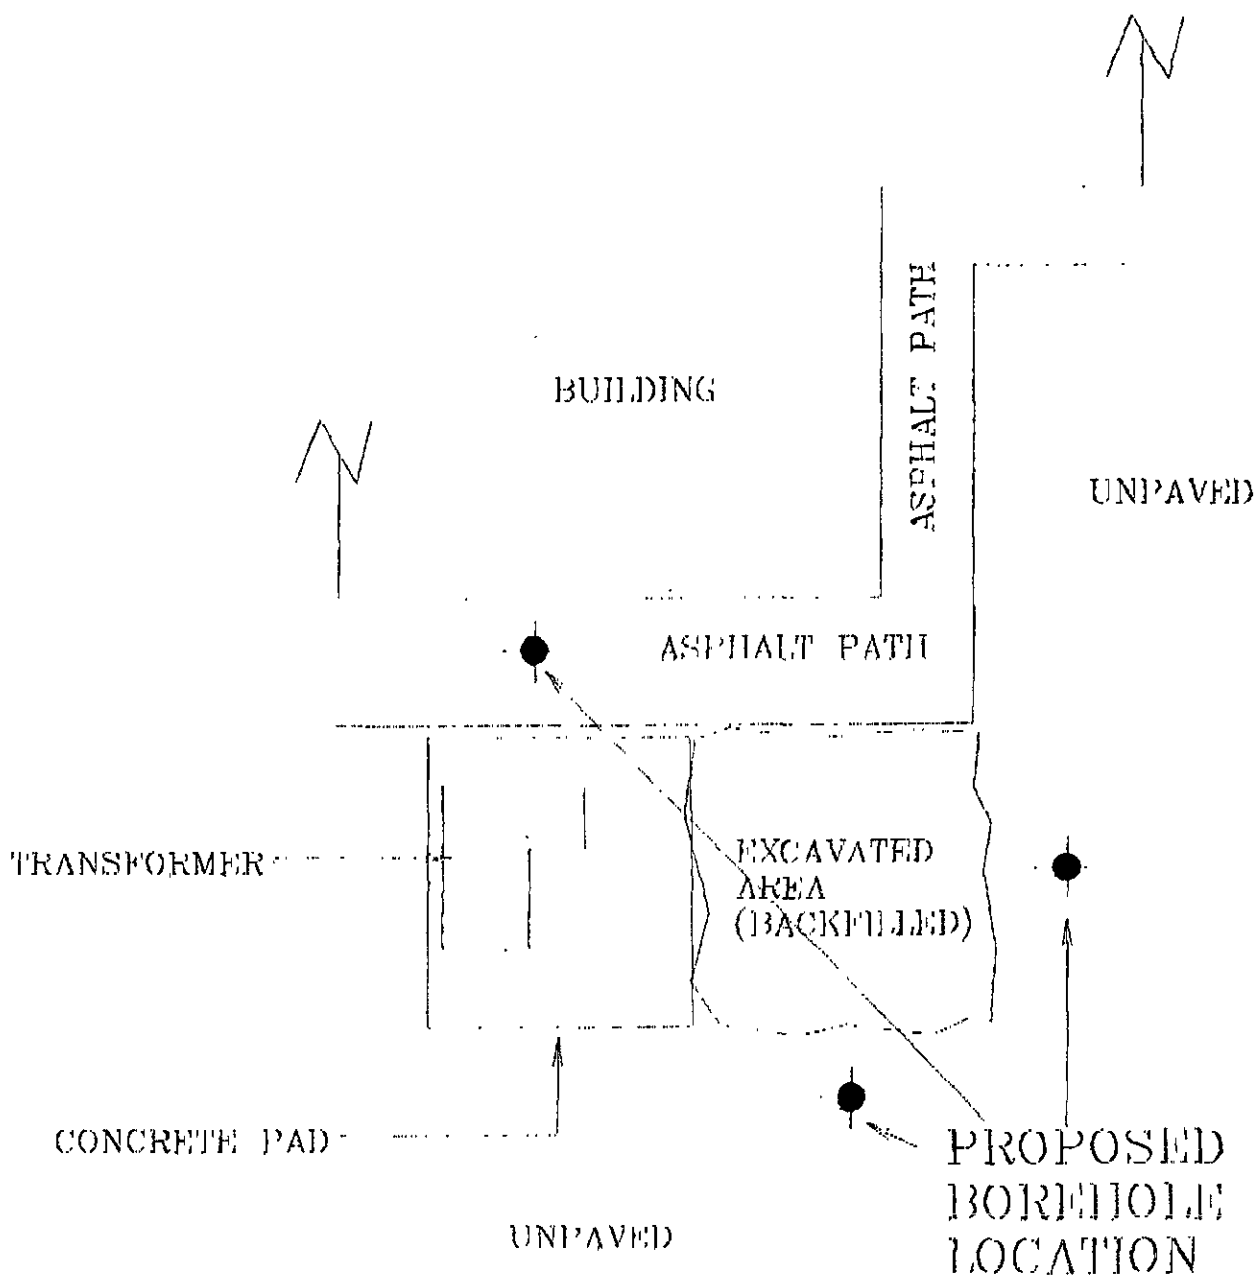 BUILDING
ASPHALT PATH
UNPAVED
ASPHALT PATH
TRANSFORMER
EXCAVATED
AREA
(BACKFILLED)
CONCRETE PAD
PROPOSED
BOREHOLE
LOCATION
UNPAVED